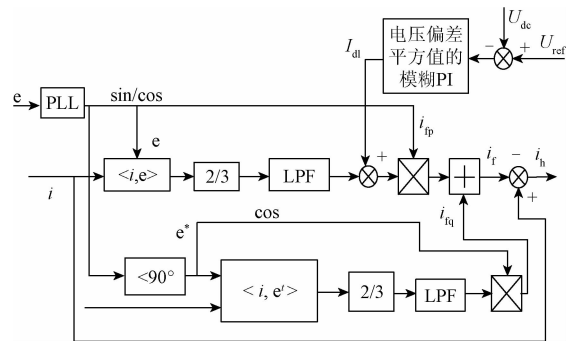 U_dc
电压偏差
平方值的
模糊PI
− +
U_ref
I_dl
sin/cos
e
PLL
e
i_fp
<i,e>
2/3
LPF
+
i_f
−
i_h
+
i
cos
e*
i_fq
<90°
< i, e^t >
2/3
LPF